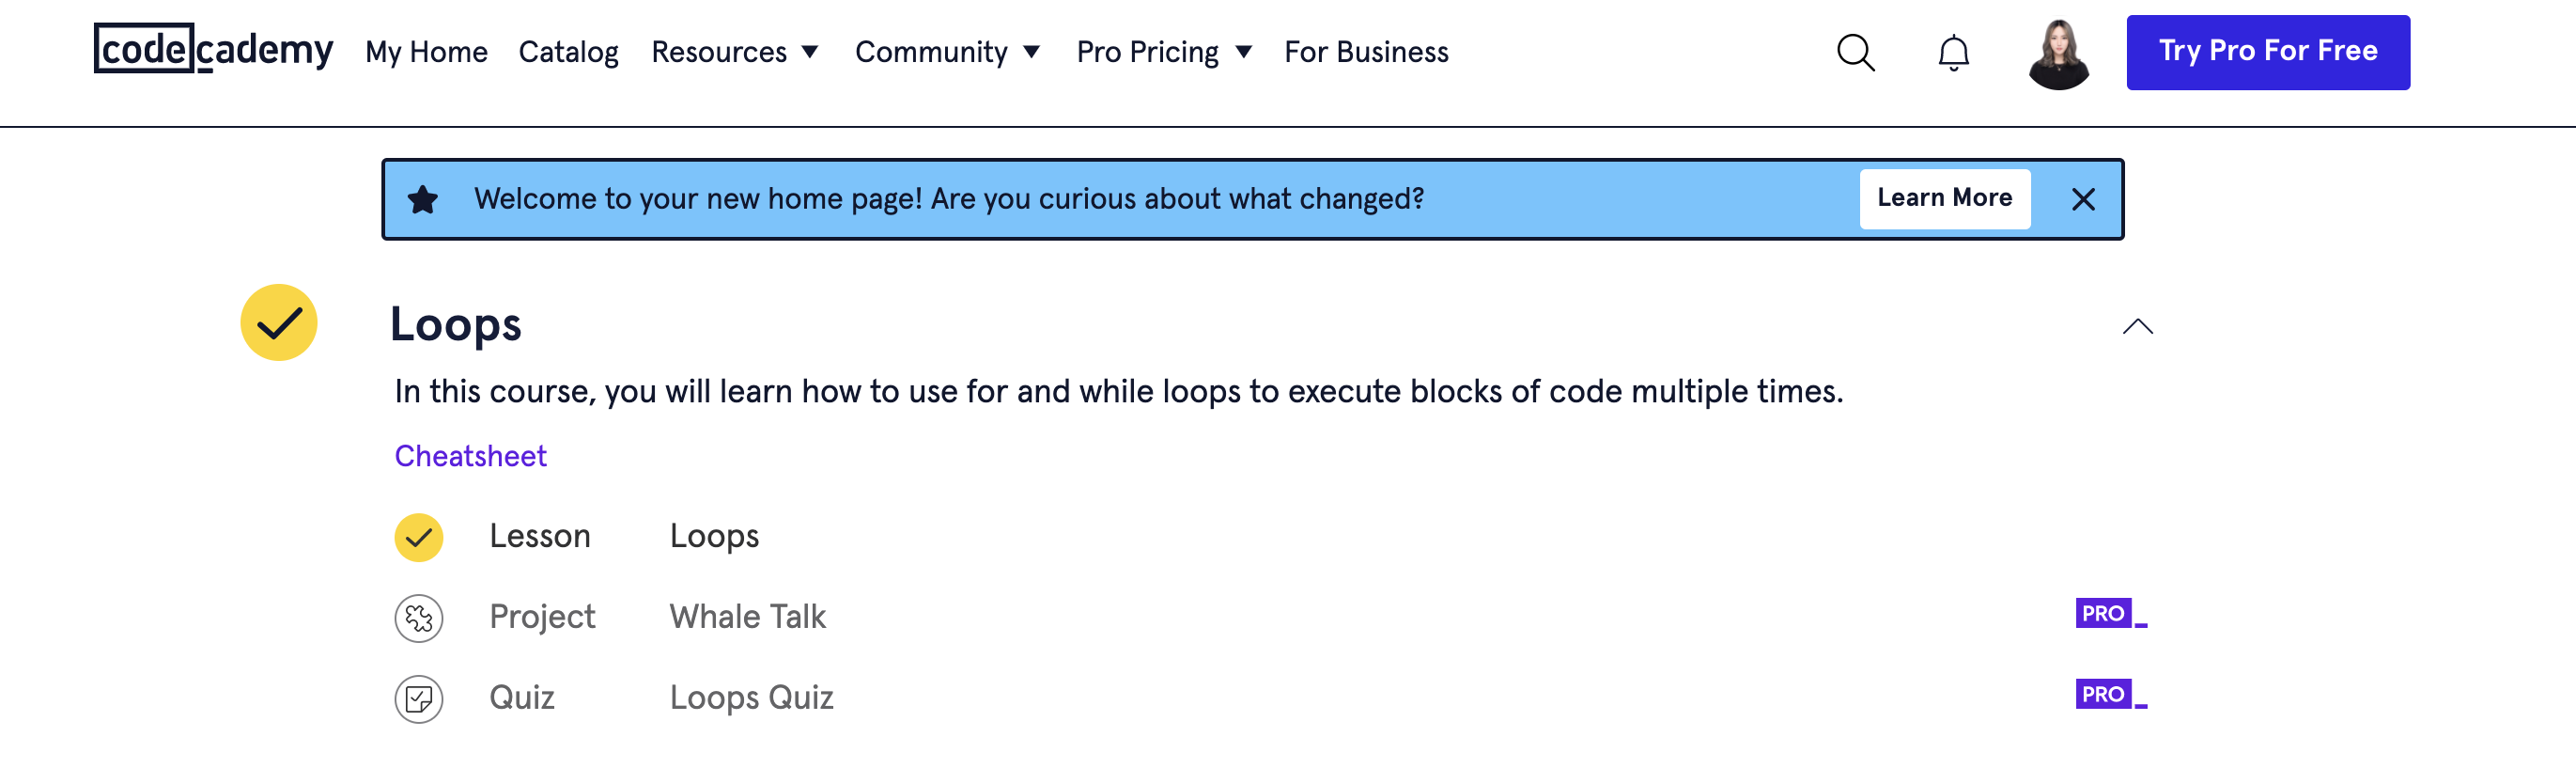 codecademy My Home Catalog Resources Community Pro Pricing For Business Try Pro For Free
Welcome to your new home page! Are you curious about what changed? Learn More
Loops
In this course, you will learn how to use for and while loops to execute blocks of code multiple times.
Cheatsheet
Lesson Loops
Project Whale Talk PRO
Quiz Loops Quiz PRO